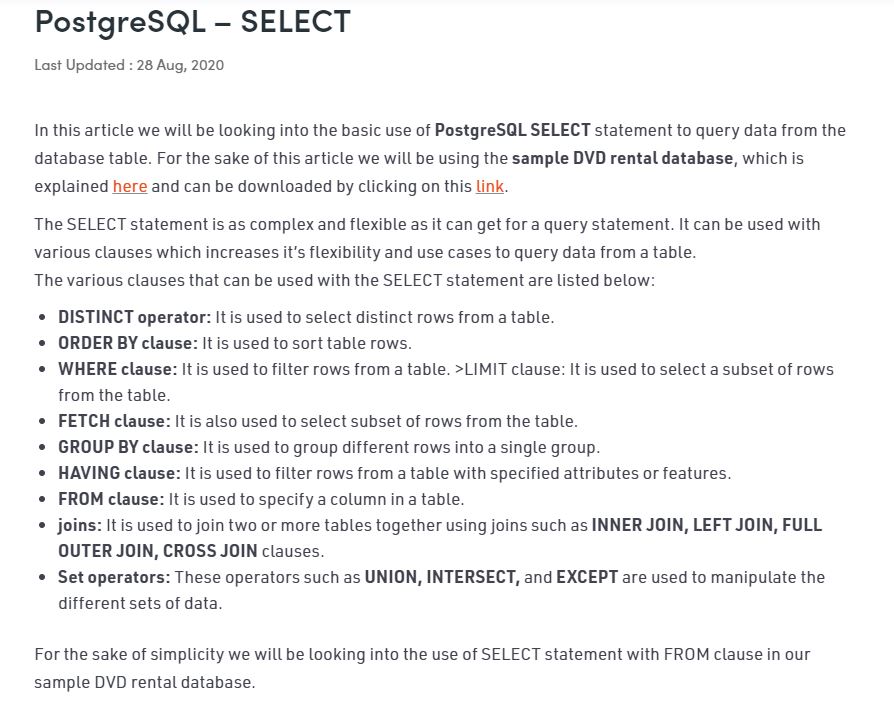 PostgreSQL – SELECT
Last Updated : 28 Aug, 2020
In this article we will be looking into the basic use of PostgreSQL SELECT statement to query data from the
database table. For the sake of this article we will be using the sample DVD rental database, which is
explained here and can be downloaded by clicking on this link.
The SELECT statement is as complex and flexible as it can get for a query statement. It can be used with
various clauses which increases it’s flexibility and use cases to query data from a table.
The various clauses that can be used with the SELECT statement are listed below:
• DISTINCT operator: It is used to select distinct rows from a table.
• ORDER BY clause: It is used to sort table rows.
• WHERE clause: It is used to filter rows from a table. >LIMIT clause: It is used to select a subset of rows
from the table.
• FETCH clause: It is also used to select subset of rows from the table.
• GROUP BY clause: It is used to group different rows into a single group.
• HAVING clause: It is used to filter rows from a table with specified attributes or features.
• FROM clause: It is used to specify a column in a table.
• joins: It is used to join two or more tables together using joins such as INNER JOIN, LEFT JOIN, FULL
OUTER JOIN, CROSS JOIN clauses.
• Set operators: These operators such as UNION, INTERSECT, and EXCEPT are used to manipulate the
different sets of data.
For the sake of simplicity we will be looking into the use of SELECT statement with FROM clause in our
sample DVD rental database.